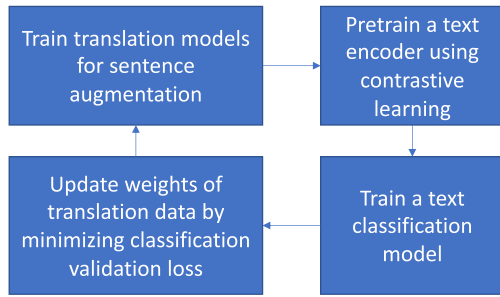 Train translation models
for sentence
augmentation
Pretrain a text
encoder using
contrastive
learning
Train a text
classification
model
Update weights of
translation data by
minimizing classification
validation loss